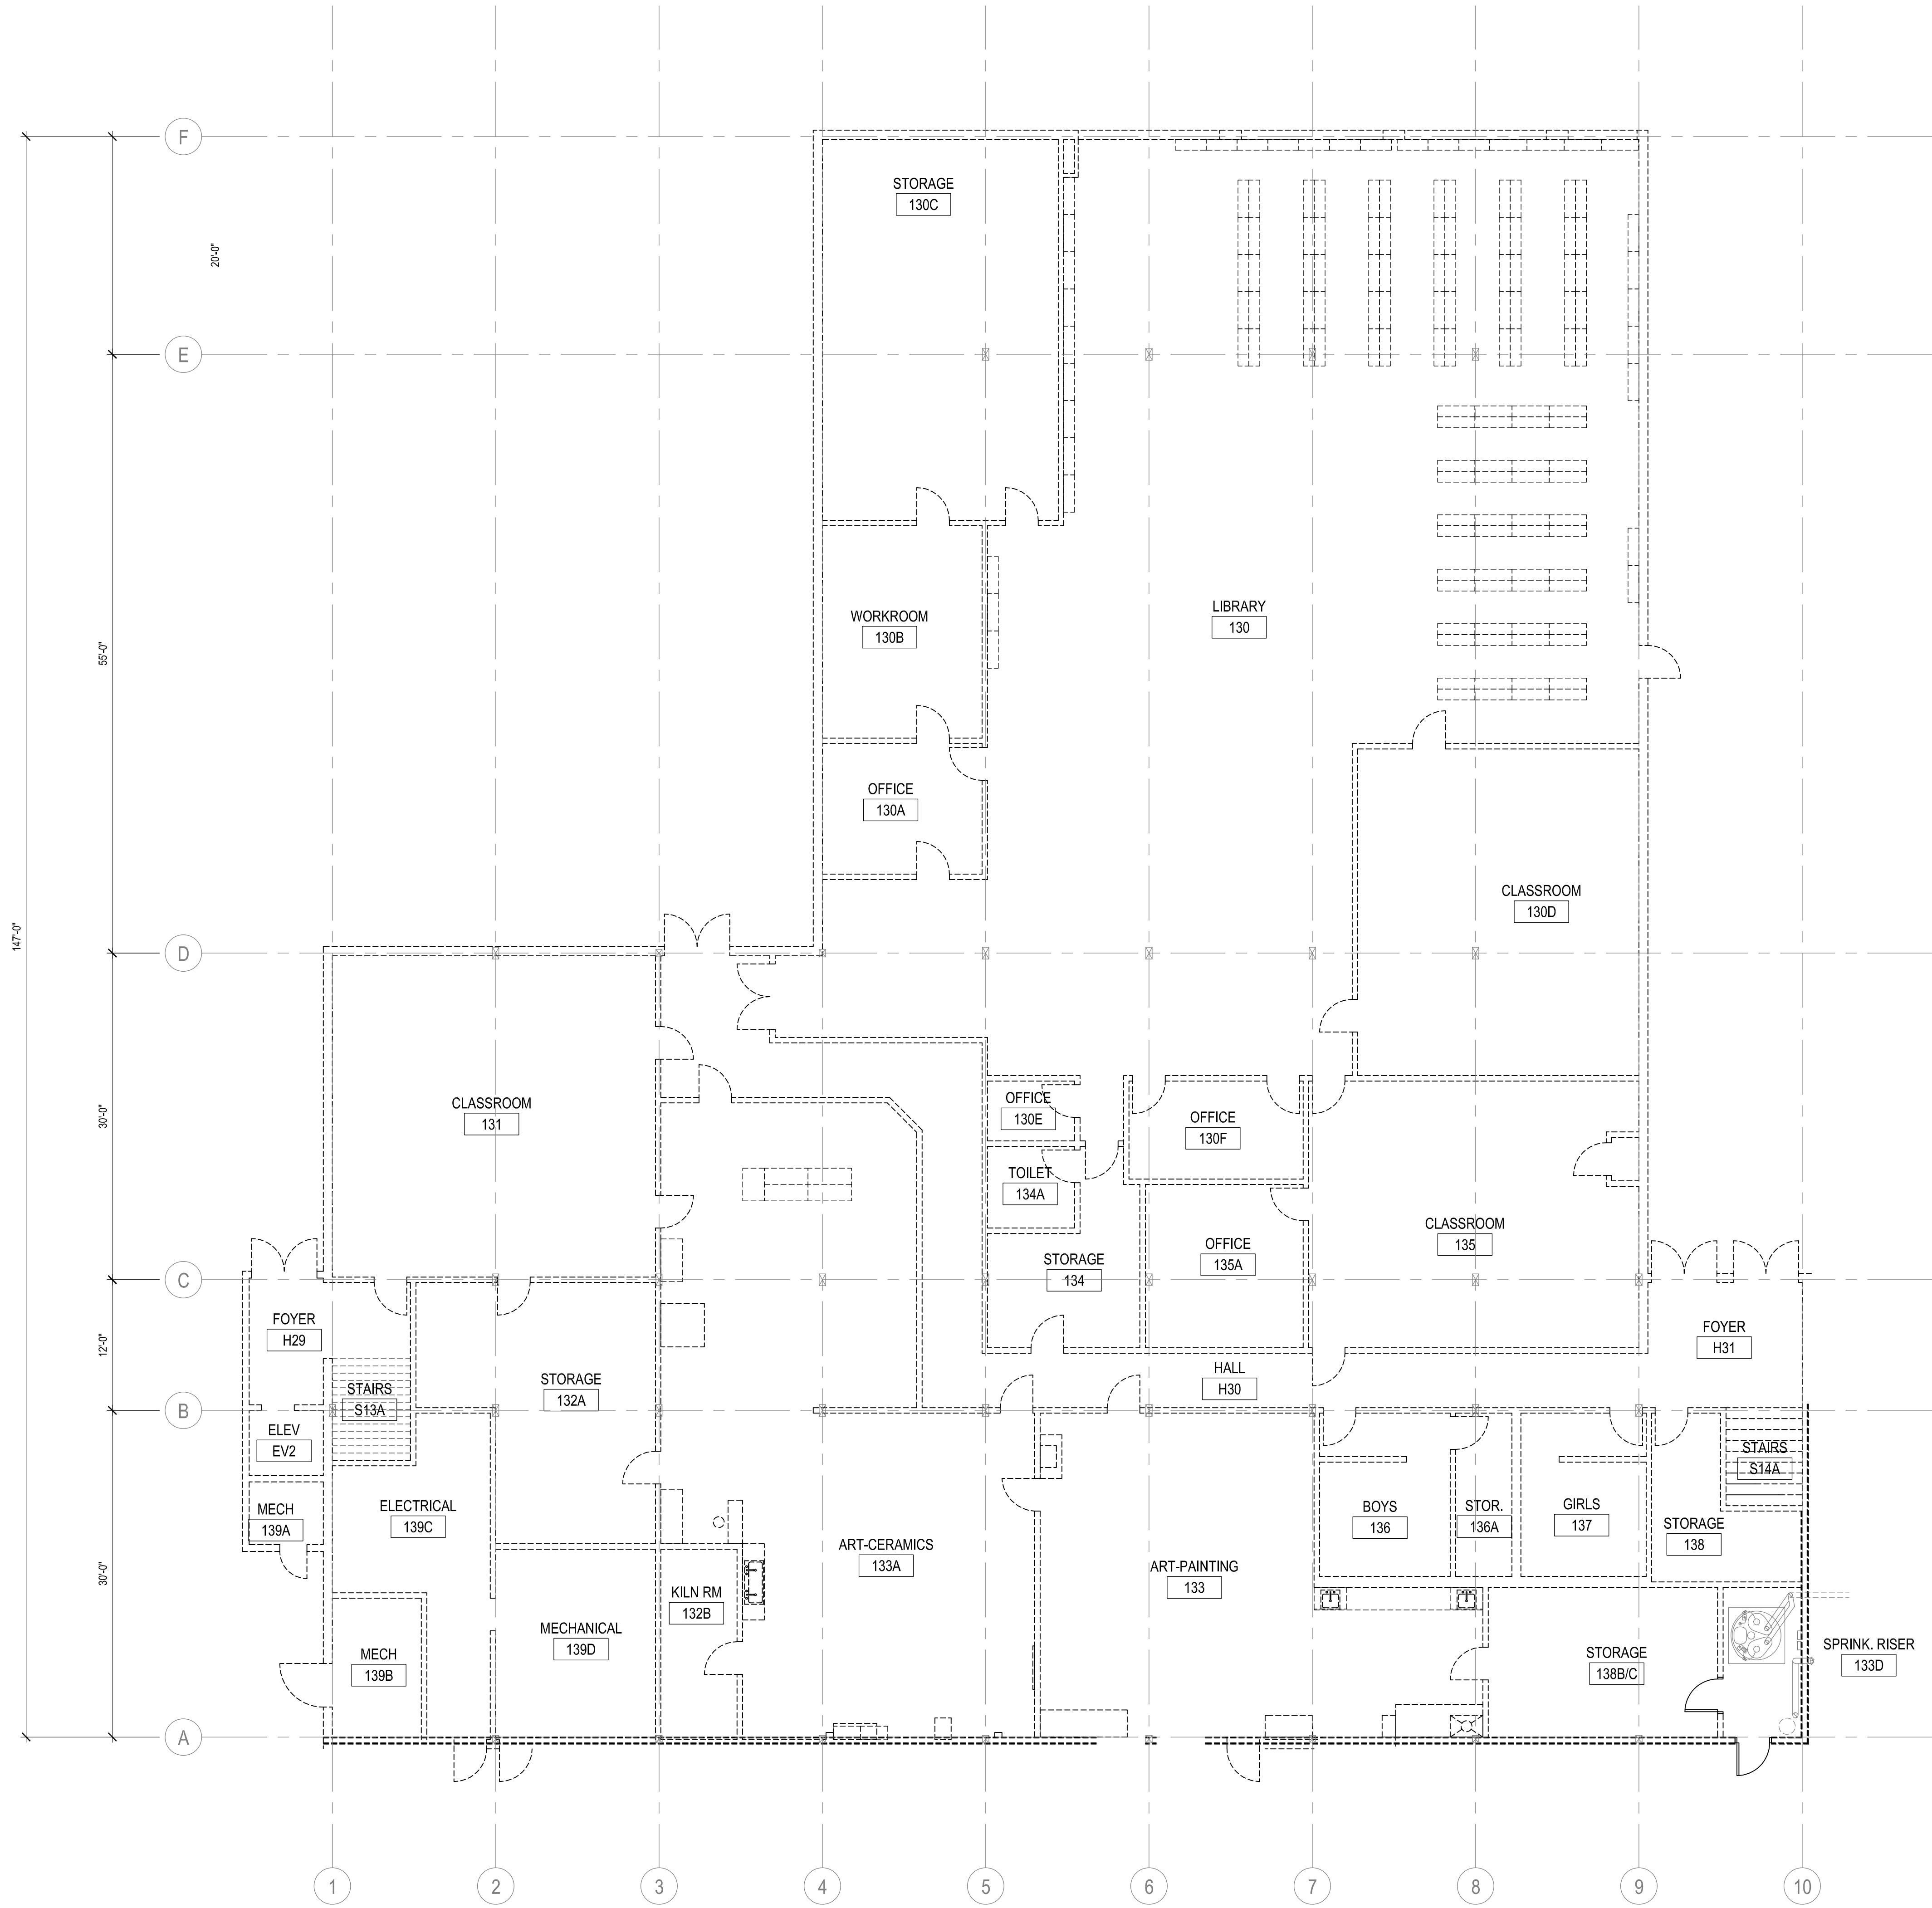 F
STORAGE
130C
20'-0"
E
WORKROOM
130B
LIBRARY
130
55'-0"
OFFICE
130A
CLASSROOM
130D
147'-0"
D
CLASSROOM
131
30'-0"
OFFICE
130E
OFFICE
130F
TOILET
134A
CLASSROOM
135
STORAGE
134
OFFICE
135A
C
FOYER
H29
12'-0"
FOYER
H31
HALL
H30
STAIRS
S13A
STORAGE
132A
B
ELEV
EV2
STAIRS
S14A
MECH
139A
ELECTRICAL
139C
BOYS
136
STOR.
136A
GIRLS
137
STORAGE
138
ART-CERAMICS
133A
ART-PAINTING
133
30'-0"
KILN RM
132B
MECHANICAL
139D
MECH
139B
STORAGE
138B/C
SPRINK. RISER
133D
A
1
2
3
4
5
6
7
8
9
10